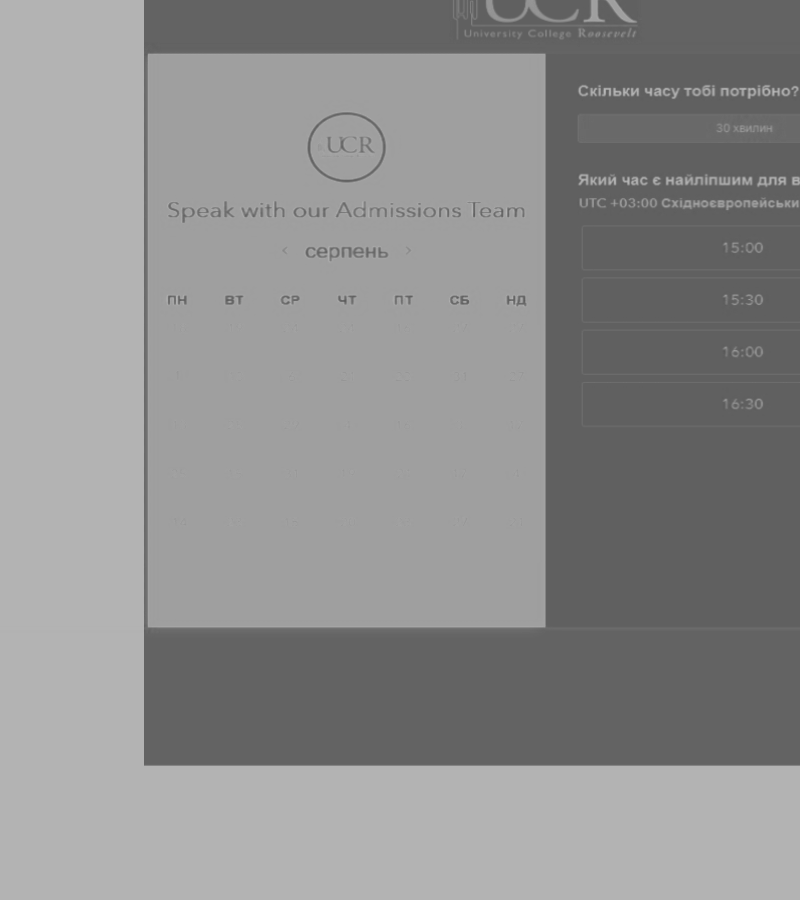 UCR
University College Roosevelt
UCR
Speak with our Admissions Team
< серпень >
ПН ВТ СР ЧТ ПТ СБ НД
Скільки часу тобі потрібно?
30 хвилин
Який час є найліпшим для
UTC +03:00
15:00
15:30
16:00
16:30